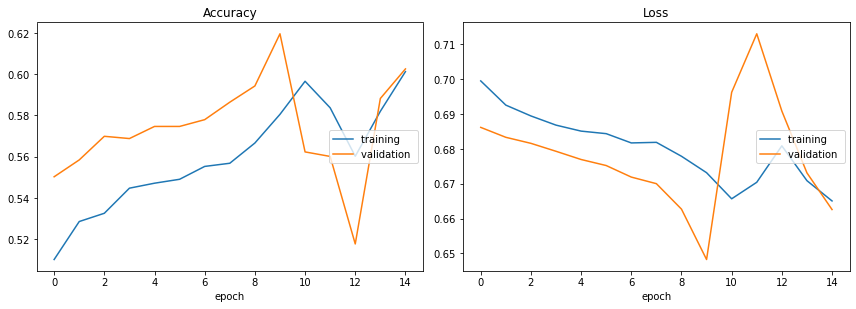 Accuracy
0.62
0.60
0.58
0.56
0.54
0.52
0 2 4 6 8 10 12 14
epoch
training
validation
Loss
0.71
0.70
0.69
0.68
0.67
0.66
0.65
0 2 4 6 8 10 12 14
epoch
training
validation